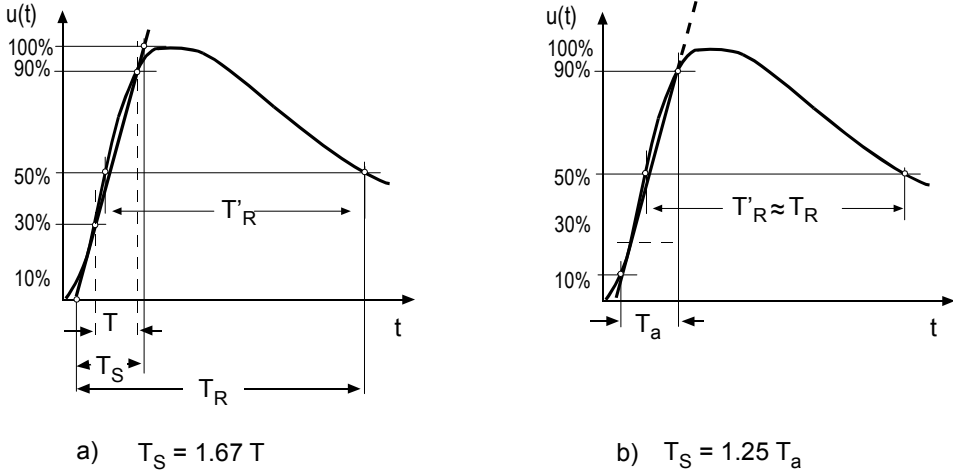 u(t)
100%
90%
50%
30%
10%
T'R
T
TS
TR
t
a) TS = 1.67 T
u(t)
100%
90%
50%
30%
10%
T'R ≈ TR
Ta
t
b) TS = 1.25 Ta